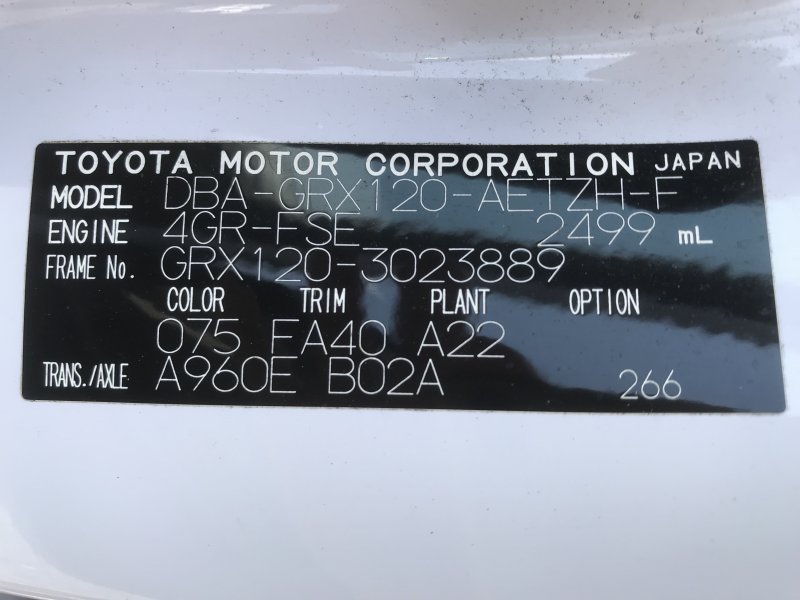 TOYOTA MOTOR CORPORATION JAPAN
MODEL DBA-GRX120-AETZH-F
ENGINE 4GR-FSE 2499 mL
FRAME No. GRX120-3023889
COLOR TRIM PLANT OPTION
075 FA40 A22
TRANS./AXLE A960E B02A 266